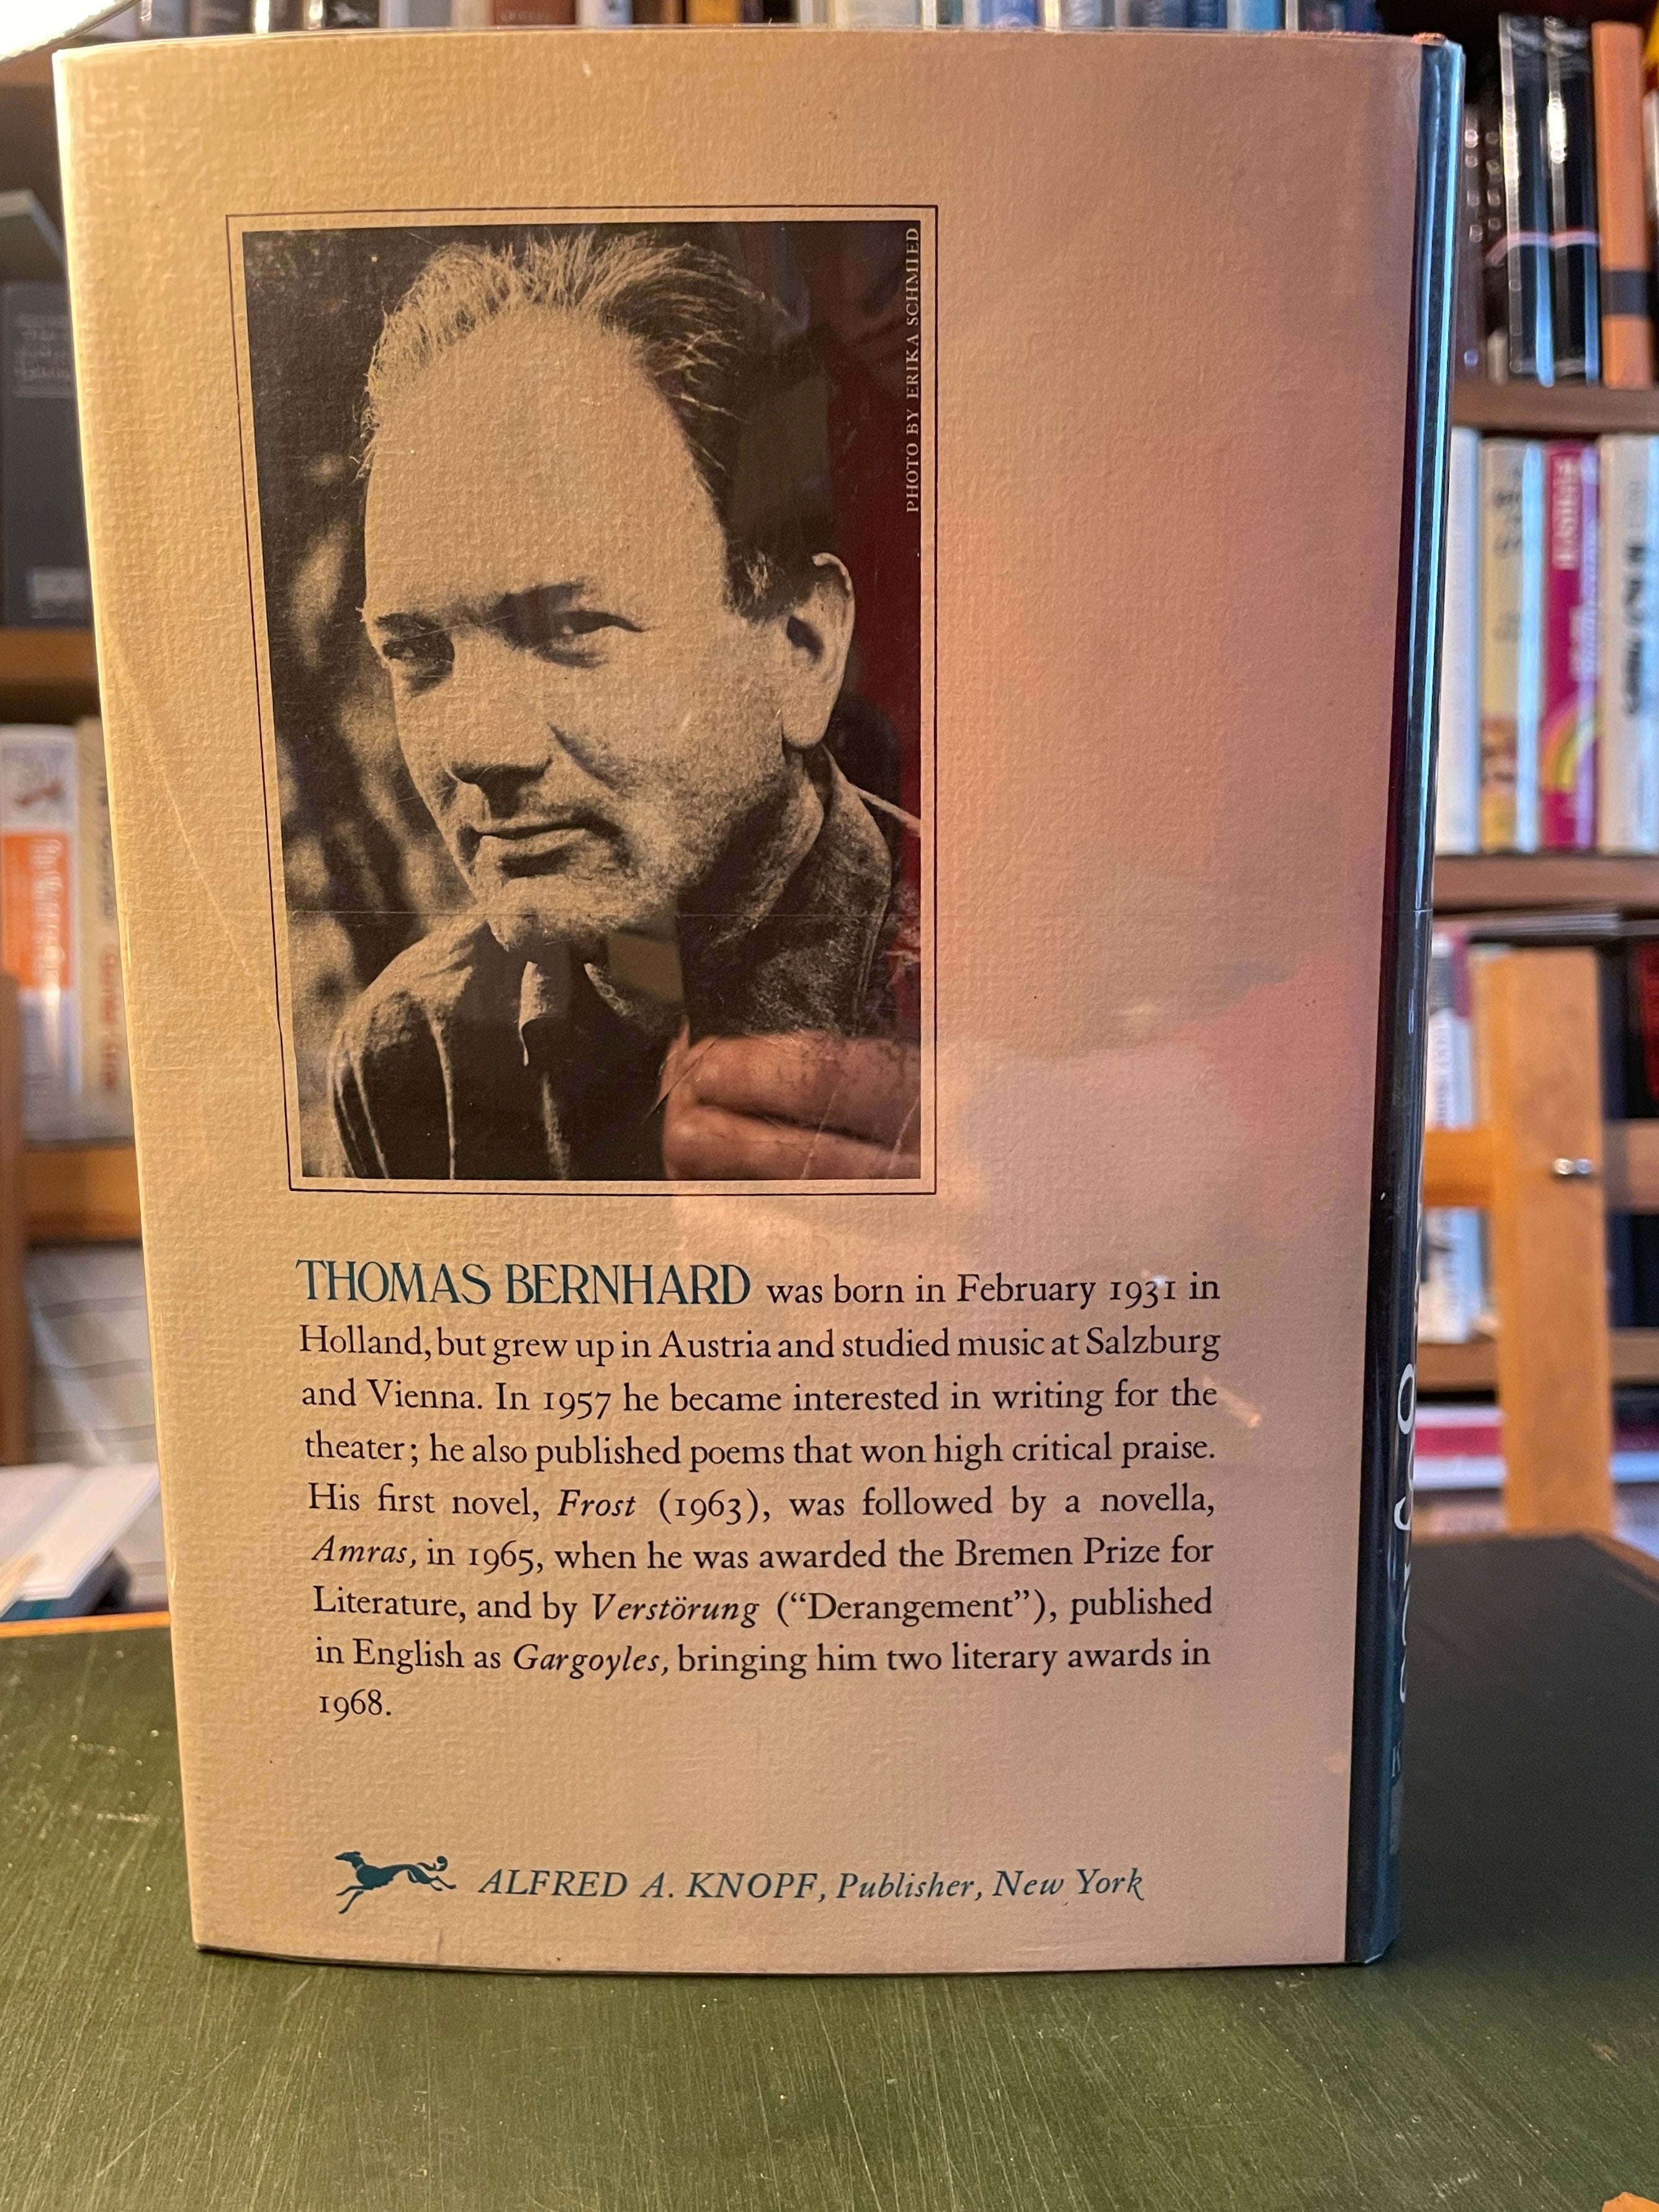 PHOTO BY ERIKA SCHMIED
THOMAS BERNHARD was born in February 1931 in
Holland, but grew up in Austria and studied music at Salzburg
and Vienna. In 1957 he became interested in writing for the
theater; he also published poems that won high critical praise.
His first novel, Frost (1963), was followed by a novella,
Amras, in 1965, when he was awarded the Bremen Prize for
Literature, and by Verstörung (“Derangement”), published
in English as Gargoyles, bringing him two literary awards in
1968.
ALFRED A. KNOPF, Publisher, New York